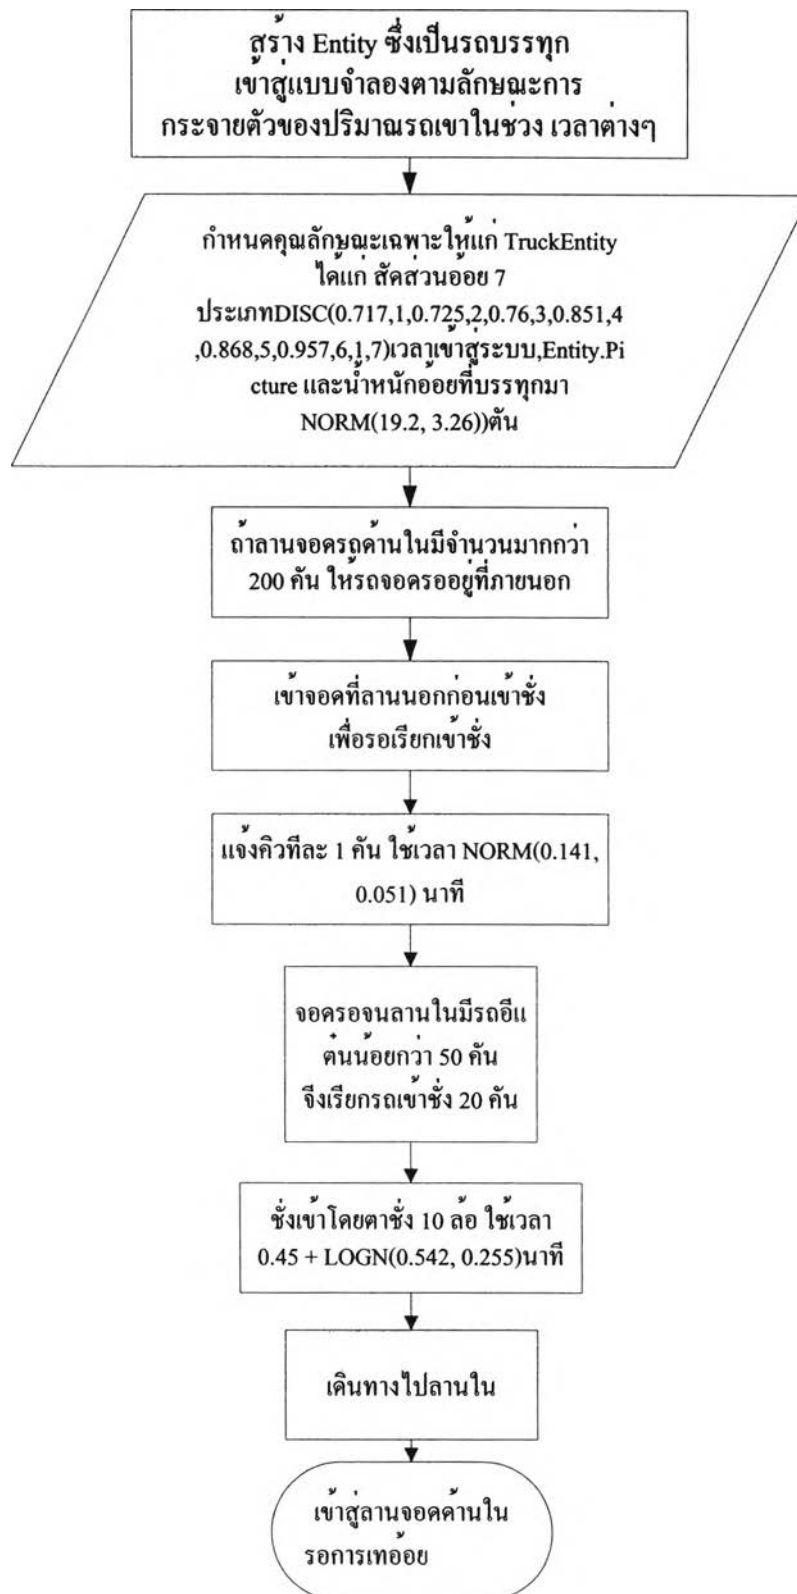 สร้าง Entity ซึ่งเป็นรถบรรทุก
เข้าสู่แบบจำลองตามลักษณะการ
กระจายตัวของปริมาณรถเขาในช่วง เวลาต่างๆ
กำหนดคุณลักษณะเฉพาะให้แก่ TruckEntity
ได้แก่ สัดส่วนอ้อย 7
ประเภทDISC(0.717,1,0.725,2,0.76,3,0.851,4
,0.868,5,0.957,6,1,7)เวลาเข้าสู่ระบบ,Entity.Pi
cture และน้ำหนักอ้อยที่บรรทุกมา
NORM(19.2, 3.26))ตัน
ถ้าลานจอดรถด้านในมีจำนวนมากกว่า
200 คัน ให้รถจอดรออยู่ที่ภายนอก
เข้าจอดที่ลานนอกก่อนเข้าชั่ง
เพื่อรอเรียกเข้าชั่ง
แจ้งคิวทีละ 1 คัน ใช้เวลา NORM(0.141,
0.051) นาที
จอดรอจนลานในมีรถอีแ
ต๋นน้อยกว่า 50 คัน
จึงเรียกรถเข้าชั่ง 20 คัน
ชั่งเข้าโดยตาชั่ง 10 ล้อ ใช้เวลา
0.45 + LOGN(0.542, 0.255)นาที
เดินทางไปลานใน
เข้าสู่ลานจอดด้านใน
รอการเทอ้อย